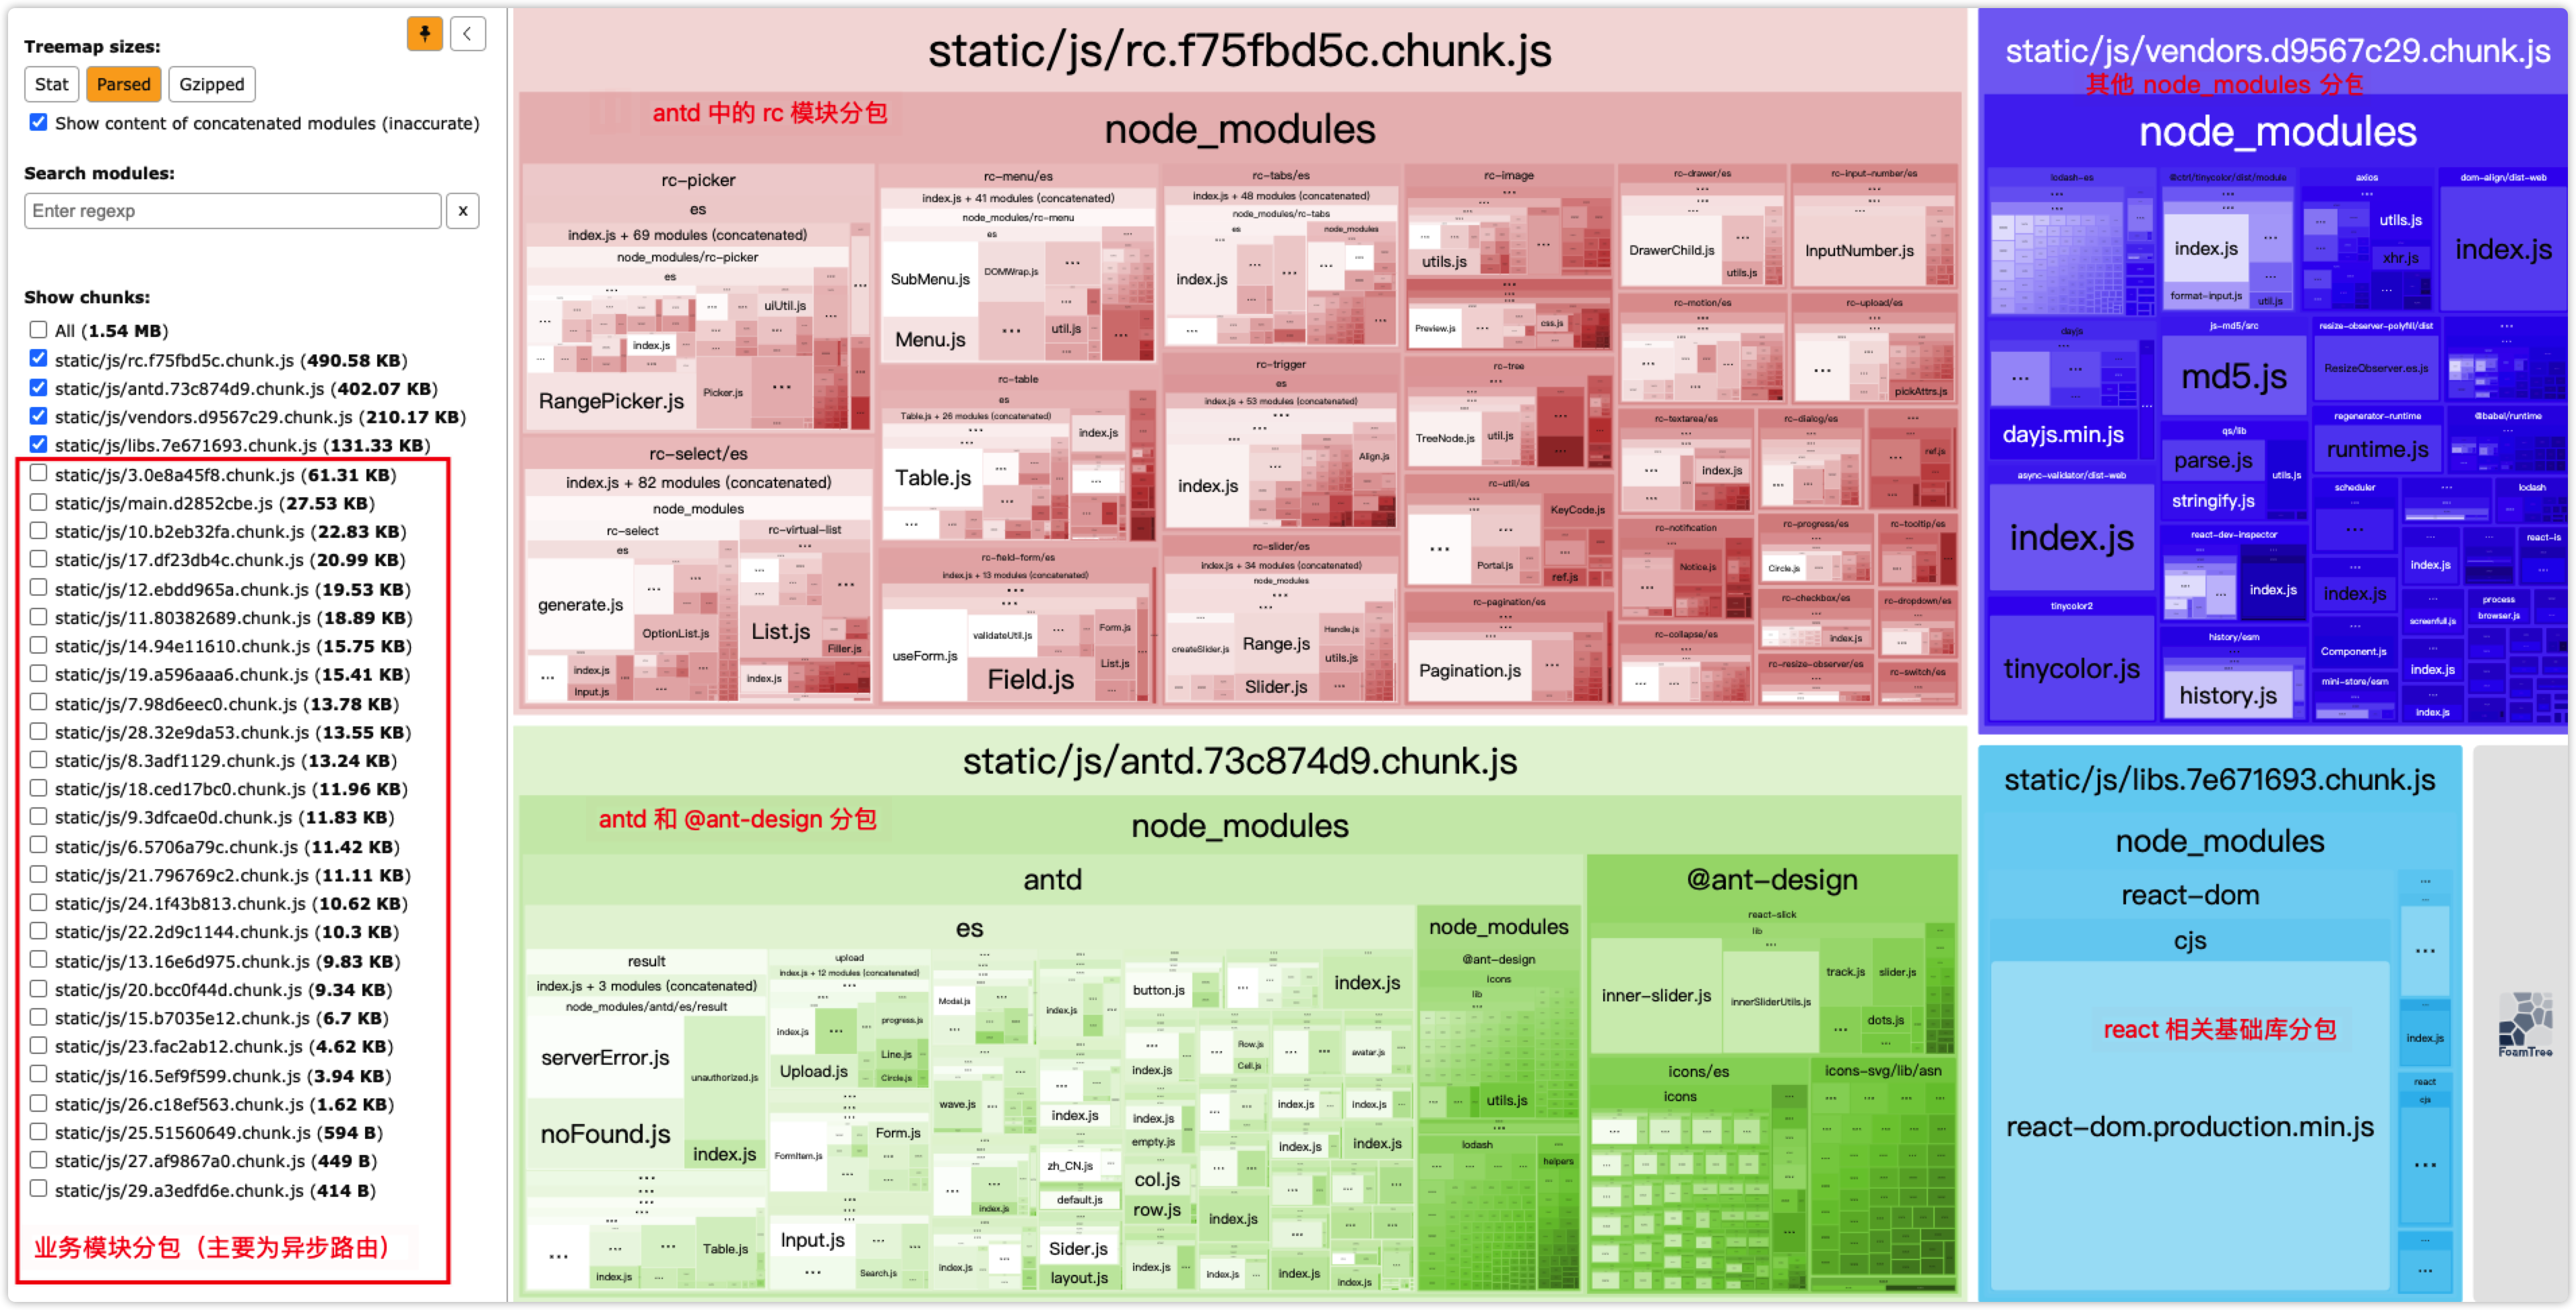 Treemap sizes:
Stat
Parsed
Gzipped
Show content of concatenated modules (inaccurate)
Search modules:
Enter regexp
x
Show chunks:
All (1.54 MB)
static/js/rc.f75fbd5c.chunk.js (490.58 KB)
static/js/antd.73c874d9.chunk.js (402.07 KB)
static/js/vendors.d9567c29.chunk.js (210.17 KB)
static/js/libs.7e671693.chunk.js (131.33 KB)
static/js/3.0e8a45f8.chunk.js (61.31 KB)
static/js/main.d2852cbe.js (27.53 KB)
static/js/10.b2eb32fa.chunk.js (22.83 KB)
static/js/17.df23db4c.chunk.js (20.99 KB)
static/js/12.ebdd965a.chunk.js (19.53 KB)
static/js/11.80382689.chunk.js (18.89 KB)
static/js/14.94e11610.chunk.js (15.75 KB)
static/js/19.a596aaa6.chunk.js (15.41 KB)
static/js/7.98d6eec0.chunk.js (13.78 KB)
static/js/28.32e9da53.chunk.js (13.55 KB)
static/js/8.3adf1129.chunk.js (13.24 KB)
static/js/18.ced17bc0.chunk.js (11.96 KB)
static/js/9.3dfcae0d.chunk.js (11.83 KB)
static/js/6.5706a79c.chunk.js (11.42 KB)
static/js/21.796769c2.chunk.js (11.11 KB)
static/js/24.1f43b813.chunk.js (10.62 KB)
static/js/22.2d9c1144.chunk.js (10.3 KB)
static/js/13.16e6d975.chunk.js (9.83 KB)
static/js/20.bcc0f44d.chunk.js (9.34 KB)
static/js/15.b7035e12.chunk.js (6.7 KB)
static/js/23.fac2ab12.chunk.js (4.62 KB)
static/js/16.5ef9f599.chunk.js (3.94 KB)
static/js/26.c18ef563.chunk.js (1.62 KB)
static/js/25.51560649.chunk.js (594 B)
static/js/27.af9867a0.chunk.js (449 B)
static/js/29.a3edfd6e.chunk.js (414 B)
业务模块分包（主要为异步路由）
static/js/rc.f75fbd5c.chunk.js
antd 中的 rc 模块分包
node_modules
rc-picker
es
index.js + 69 modules (concatenated)
node_modules/rc-picker
es
uiUtil.js
index.js
RangePicker.js
Picker.js
rc-select/es
index.js + 82 modules (concatenated)
node_modules
rc-select
es
generate.js
OptionList.js
index.js
Input.js
rc-virtual-list
List.js
Filler.js
index.js
rc-menu/es
index.js + 41 modules (concatenated)
node_modules/rc-menu
es
SubMenu.js
DOMWrap.js
Menu.js
util.js
rc-table
es
Table.js + 26 modules (concatenated)
index.js
Table.js
rc-field-form/es
index.js + 13 modules (concatenated)
useForm.js
validateUtil.js
Form.js
Field.js
List.js
rc-tabs/es
index.js + 48 modules (concatenated)
node_modules/rc-tabs
es
node_modules
index.js
rc-trigger
es
index.js + 53 modules (concatenated)
Align.js
index.js
rc-slider/es
index.js + 34 modules (concatenated)
node_modules
createSlider.js
Range.js
Handle.js
utils.js
Slider.js
rc-image
utils.js
Preview.js
css.js
rc-tree
TreeNode.js
util.js
rc-util/es
KeyCode.js
Portal.js
ref.js
rc-pagination/es
Pagination.js
rc-drawer/es
DrawerChild.js
utils.js
rc-input-number/es
InputNumber.js
rc-motion/es
rc-upload/es
pickAttrs.js
rc-textarea/es
index.js
rc-dialog/es
ref.js
rc-notification
Notice.js
rc-progress/es
Circle.js
rc-tooltip/es
rc-checkbox/es
index.js
rc-dropdown/es
rc-collapse/es
rc-resize-observer/es
rc-switch/es
static/js/vendors.d9567c29.chunk.js
其他 node_modules 分包
node_modules
lodash-es
@ctrl/tinycolor/dist/module
index.js
format-input.js
util.js
axios
utils.js
xhr.js
dom-align/dist-web
index.js
dayjs
dayjs.min.js
js-md5/src
md5.js
resize-observer-polyfill/dist
ResizeObserver.es.js
qs/lib
parse.js
utils.js
stringify.js
regenerator-runtime
runtime.js
@babel/runtime
async-validator/dist-web
index.js
scheduler
lodash
react-dev-inspector
index.js
index.js
react-is
index.js
tinycolor2
tinycolor.js
history/esm
history.js
screenfull.js
process
browser.js
Component.js
index.js
mini-store/esm
index.js
static/js/antd.73c874d9.chunk.js
antd 和 @ant-design 分包
node_modules
antd
es
result
index.js + 3 modules (concatenated)
node_modules/antd/es/result
serverError.js
unauthorized.js
noFound.js
index.js
Table.js
index.js
upload
index.js + 12 modules (concatenated)
index.js
progress.js
Line.js
Upload.js
Circle.js
Form.js
FormItem.js
Input.js
Search.js
Modal.js
wave.js
index.js
index.js
index.js
index.js
zh_CN.js
default.js
Sider.js
layout.js
button.js
index.js
index.js
empty.js
col.js
row.js
index.js
Row.js
Col.js
index.js
index.js
index.js
avatar.js
index.js
index.js
index.js
index.js
index.js
index.js
node_modules
@ant-design
icons
lib
utils.js
lodash
helpers
@ant-design
react-slick
lib
inner-slider.js
innerSliderUtils.js
track.js
slider.js
dots.js
icons/es
icons
icons-svg/lib/asn
static/js/libs.7e671693.chunk.js
node_modules
react-dom
cjs
react 相关基础库分包
react-dom.production.min.js
index.js
react
cjs
FoamTree